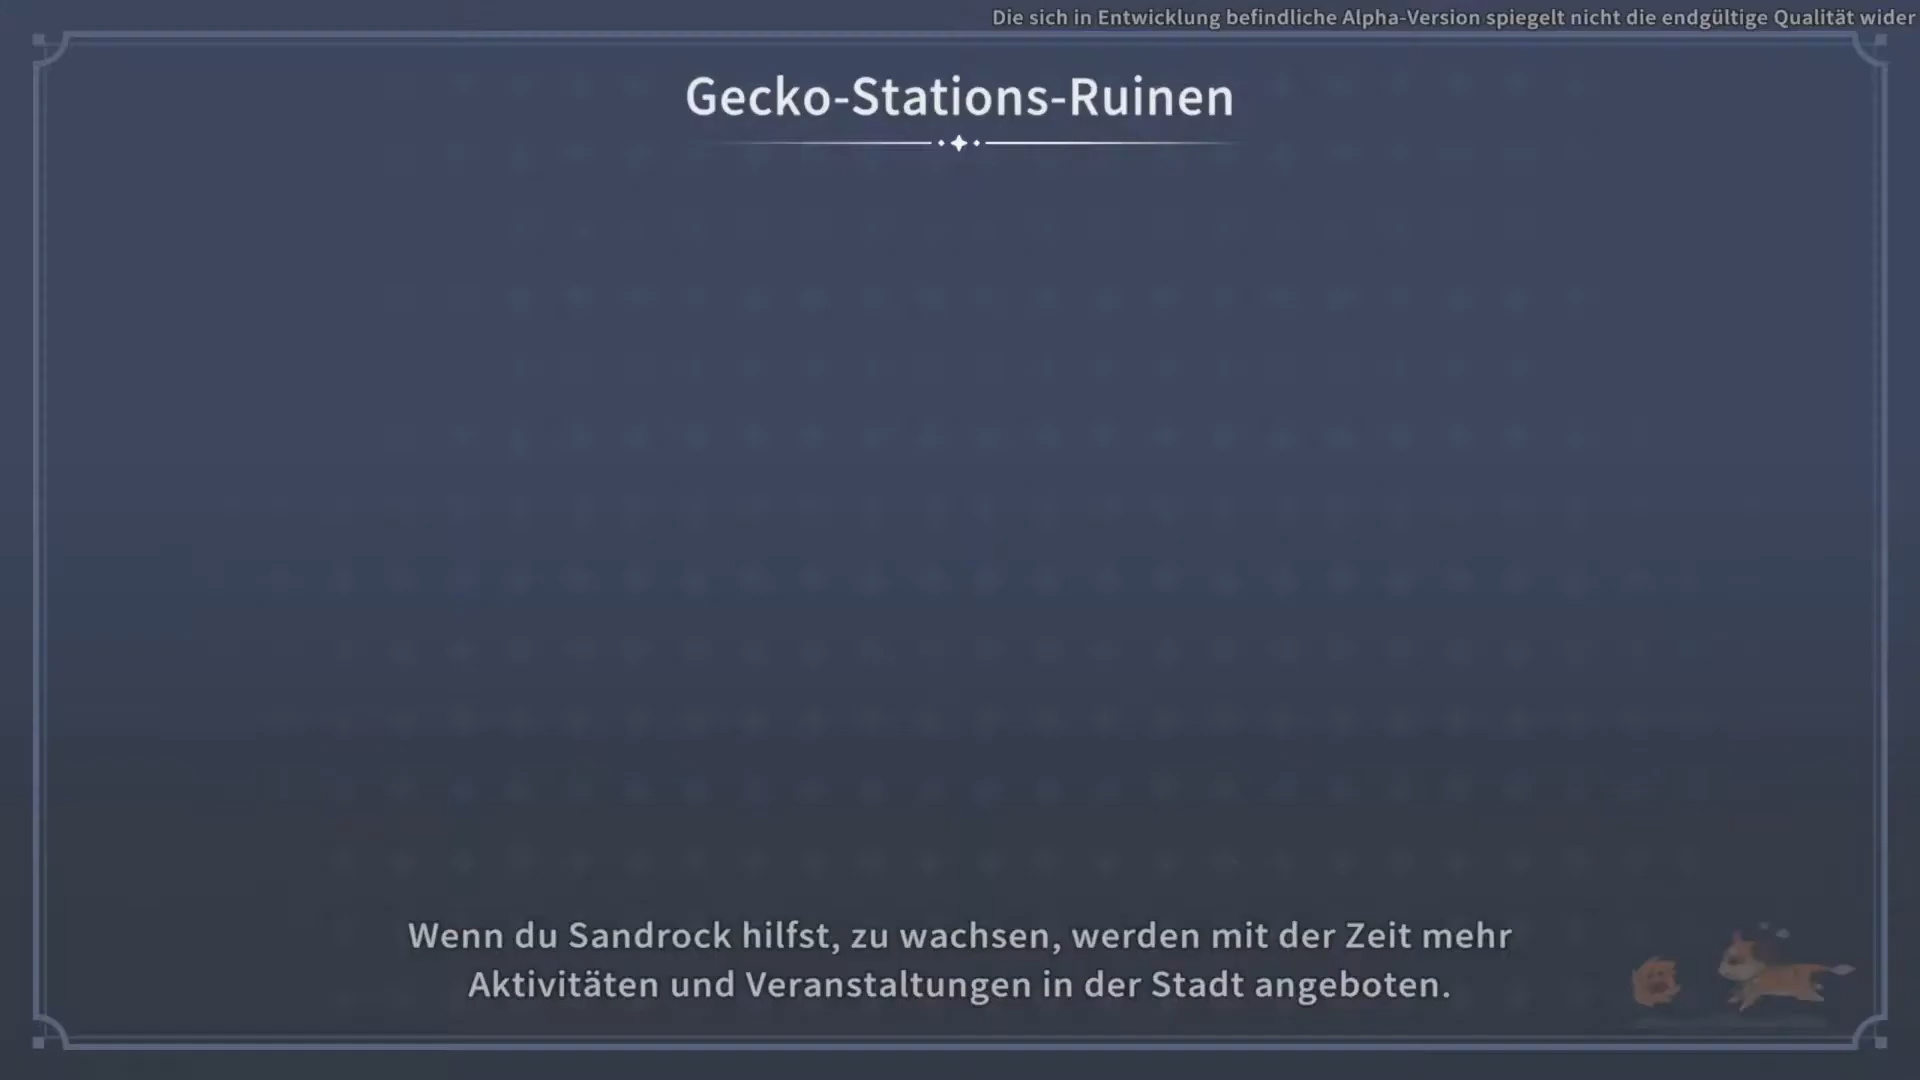 Die sich in Entwicklung befindliche Alpha-Version spiegelt nicht die endgültige Qualität wider
Gecko-Stations-Ruinen
Wenn du Sandrock hilfst, zu wachsen, werden mit der Zeit mehr
Aktivitäten und Veranstaltungen in der Stadt angeboten.